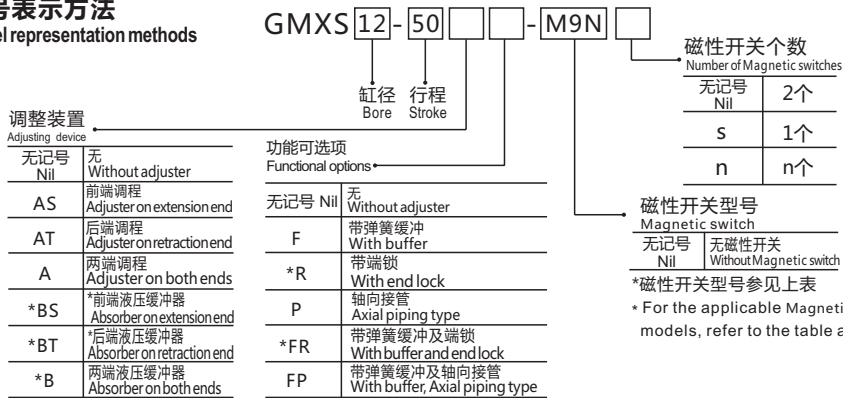 号表示方法
el representation methods
GMXS 12 - 50 - M9N
缸径 行程
Bore Stroke
磁性开关个数
Number of Magnetic switches
无记号 Nil 2个
s 1个
n n个
调整装置
Adjusting device
无记号 无
Nil Without adjuster
AS 前端调程
Adjuster on extension end
AT 后端调程
Adjuster on retraction end
A 两端调程
Adjuster on both ends
*BS *前端液压缓冲器
Absorber on extension end
*BT *后端液压缓冲器
Absorber on retraction end
*B 两端液压缓冲器
Absorber on both ends
功能可选项
Functional options
无记号 Nil 无
Without adjuster
F 带弹簧缓冲
With buffer
*R 带端锁
With end lock
P 轴向接管
Axial piping type
*FR 带弹簧缓冲及端锁
With buffer and end lock
FP 带弹簧缓冲及轴向接管
With buffer, Axial piping type
磁性开关型号
Magnetic switch
无记号 无磁性开关
Nil Without Magnetic switch
*磁性开关型号参见上表
* For the applicable Magneti
models, refer to the table a